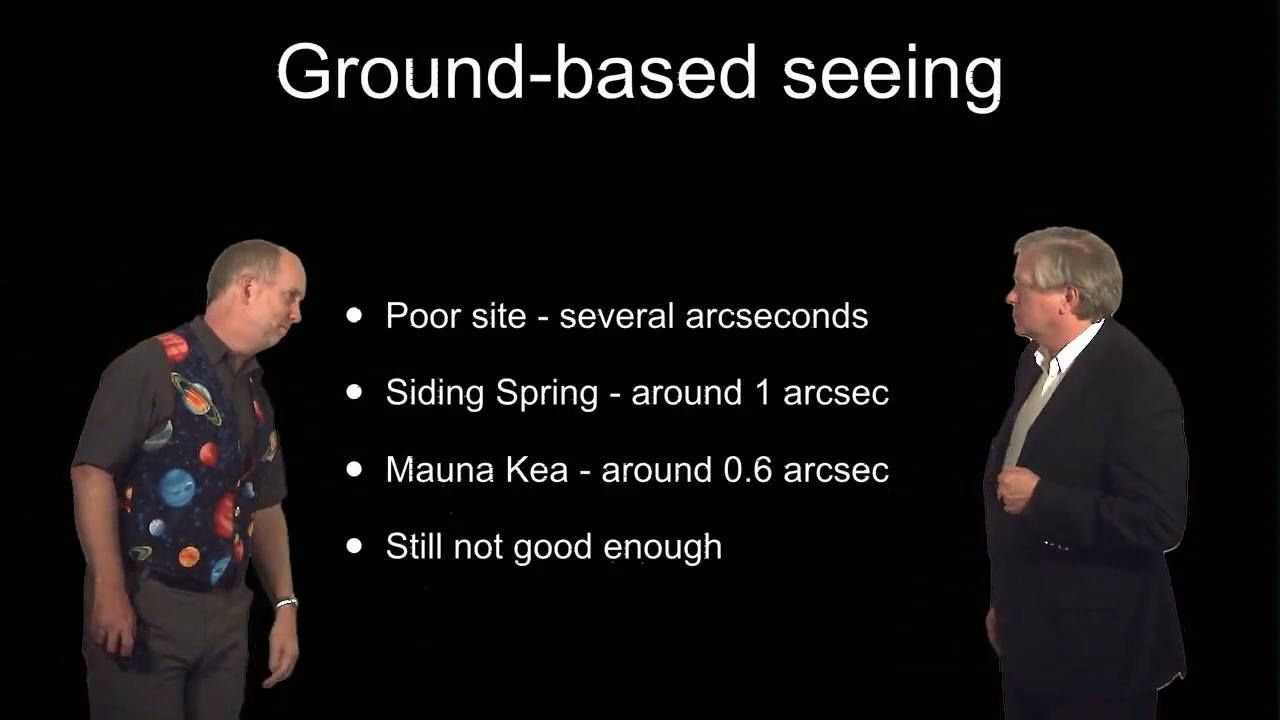 Ground-based seeing
Poor site - several arcseconds
Siding Spring - around 1 arcsec
Mauna Kea - around 0.6 arcsec
Still not good enough